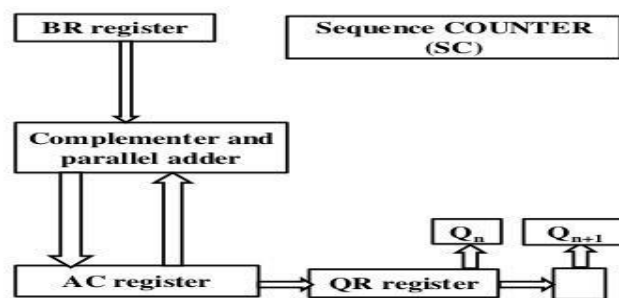 BR register
Sequence COUNTER
(SC)
Complementer and
parallel adder
Qn
Qn+1
AC register
QR register